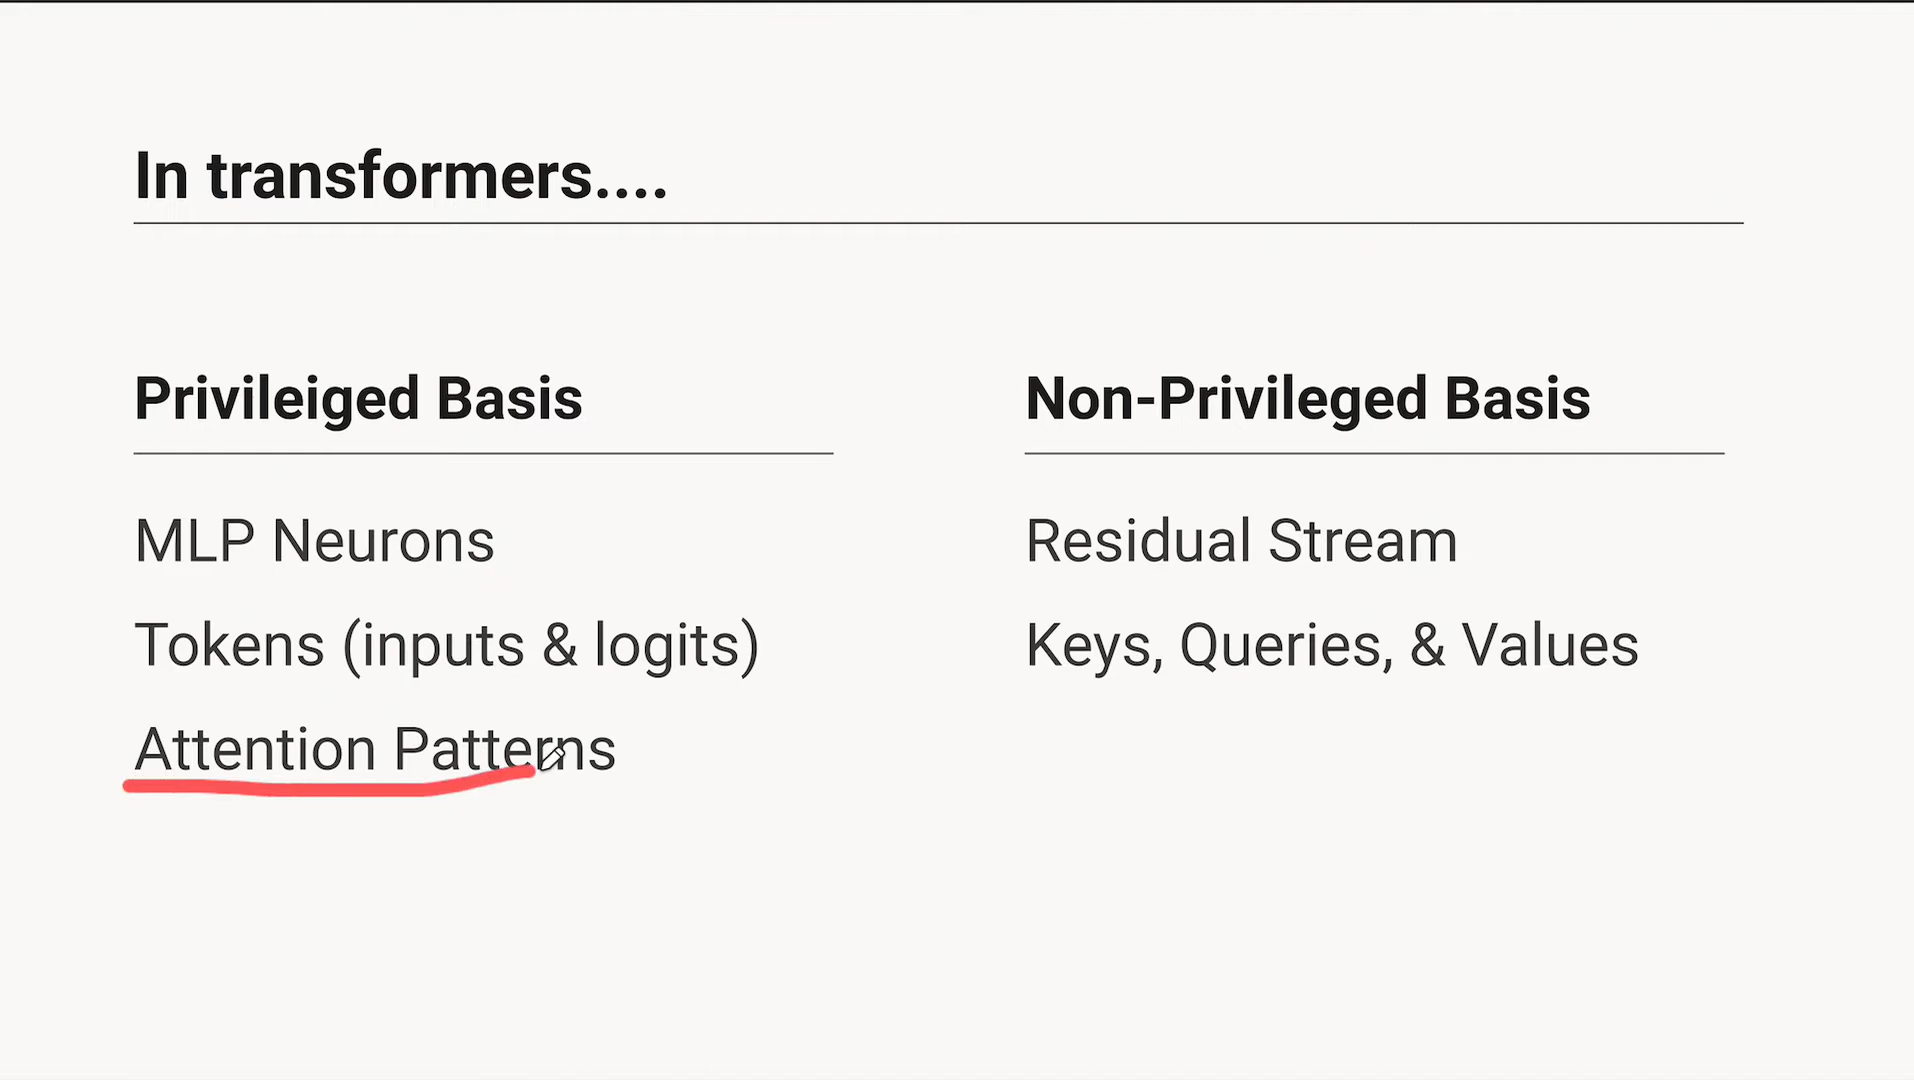 In transformers....
Privileiged Basis
MLP Neurons
Tokens (inputs & logits)
Attention Patterns
Non-Privileged Basis
Residual Stream
Keys, Queries, & Values